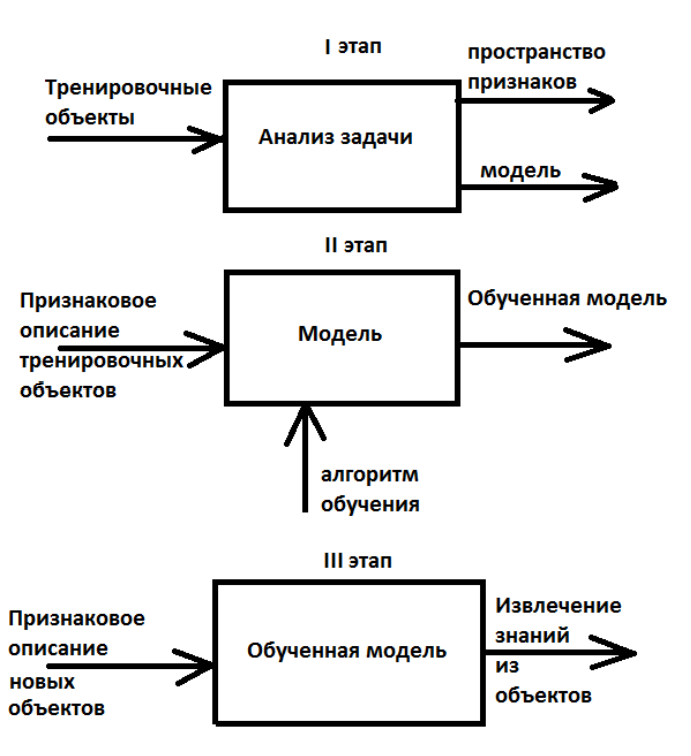 I этап
Тренировочные
объекты
Анализ задачи
пространство
признаков
модель
II этап
Признаковое
описание
тренировочных
объектов
Модель
Обученная модель
алгоритм
обучения
III этап
Признаковое
описание
новых
объектов
Обученная модель
Извлечение
знаний
из
объектов